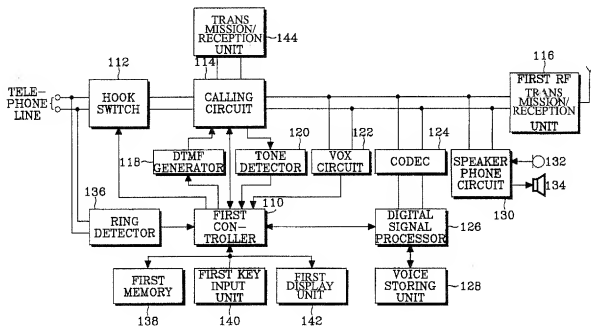 TRANS
MISSION/
RECEPTION
UNIT
144
112
114
116
TELE-
PHONE
LINE
HOOK
SWITCH
CALLING
CIRCUIT
FIRST RF
TRANS
MISSION/
RECEPTION
UNIT
118
120
122
124
DTMF
GENERATOR
TONE
DETECTOR
VOX
CIRCUIT
CODEC
SPEAKER
PHONE
CIRCUIT
132
134
130
136
110
RING
DETECTOR
FIRST
CON-
TROLLER
DIGITAL
SIGNAL
PROCESSOR
126
FIRST
MEMORY
138
FIRST KEY
INPUT
UNIT
140
FIRST
DISPLAY
UNIT
142
VOICE
STORING
UNIT
128